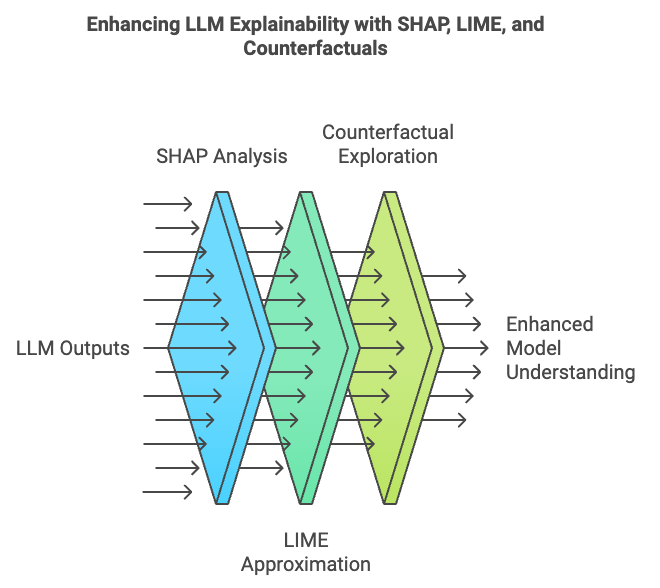 Enhancing LLM Explainability with SHAP, LIME, and
Counterfactuals
Counterfactual
Exploration
SHAP Analysis
LLM Outputs
Enhanced
Model
Understanding
LIME
Approximation